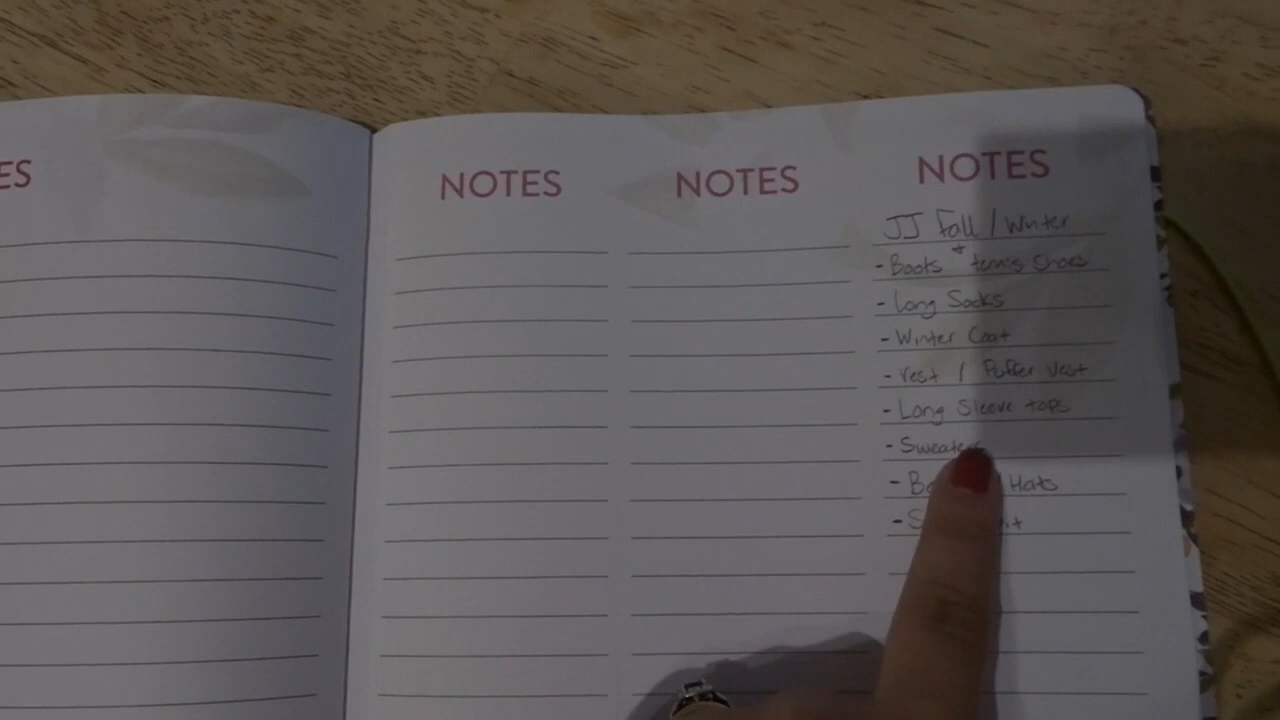 ES
NOTES
NOTES
NOTES
JJ Fall / Winter
- Boots + tennis shoes
- Long Socks
- Winter Coat
- Vest / Puffer Vest
- Long Sleeve tops
- Sweaters
- Hats
-